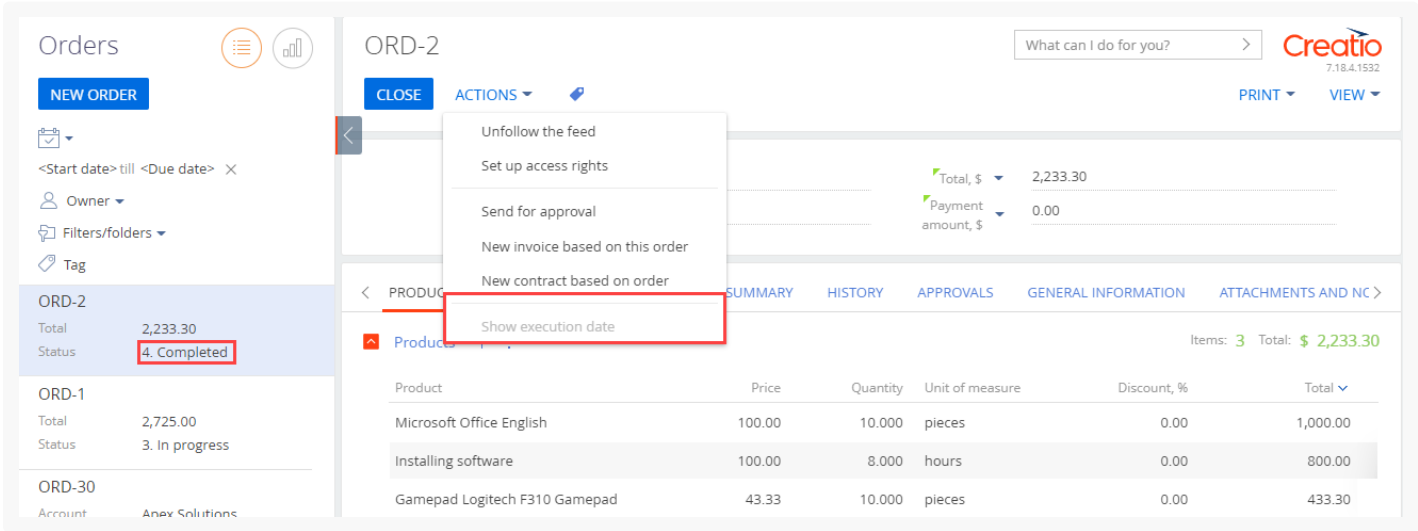 Orders
NEW ORDER
<Start date> till <Due date>
Owner
Filters/folders
Tag
ORD-2
Total 2,233.30
Status 4. Completed
ORD-1
Total 2,725.00
Status 3. In progress
ORD-30
Account Apex Solutions
ORD-2
What can I do for you?
Creatio
7.18.4.1532
CLOSE ACTIONS PRINT VIEW
Unfollow the feed
Set up access rights
Send for approval
New invoice based on this order
New contract based on order
Show execution date
Total, $ 2,233.30
Payment amount, $ 0.00
PRODUC SUMMARY HISTORY APPROVALS GENERAL INFORMATION ATTACHMENTS AND NC
Products Items: 3 Total: $ 2,233.30
Product Price Quantity Unit of measure Discount, % Total
Microsoft Office English 100.00 10.000 pieces 0.00 1,000.00
Installing software 100.00 8.000 hours 0.00 800.00
Gamepad Logitech F310 Gamepad 43.33 10.000 pieces 0.00 433.30